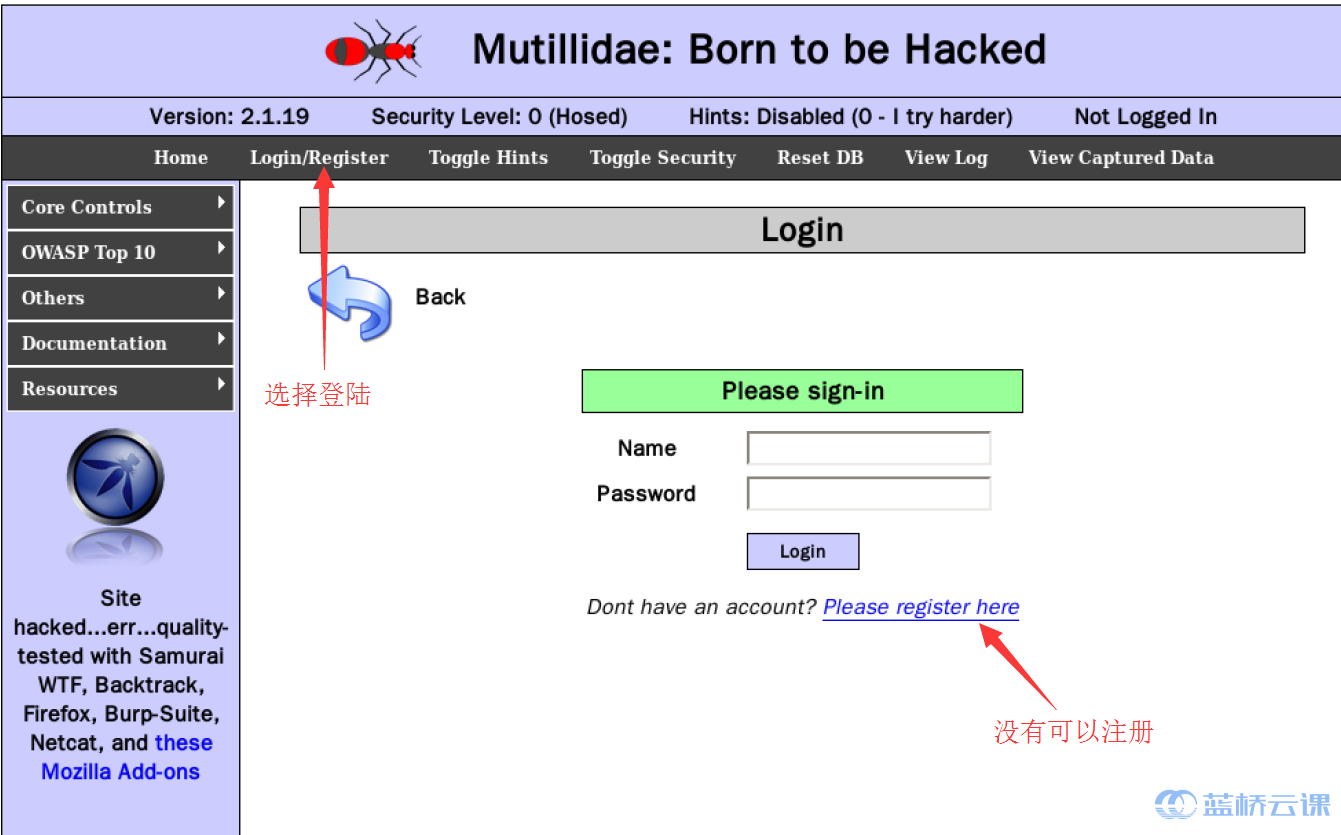 Mutillidae: Born to be Hacked
Version: 2.1.19 Security Level: 0 (Hosed) Hints: Disabled (0 - I try harder) Not Logged In
Home Login/Register Toggle Hints Toggle Security Reset DB View Log View Captured Data
Core Controls
OWASP Top 10
Others
Documentation
Resources
Site
hacked...err...quality-
tested with Samurai
WTF, Backtrack,
Firefox, Burp-Suite,
Netcat, and these
Mozilla Add-ons
Login
Back
选择登陆
Please sign-in
Name
Password
Login
Dont have an account? Please register here
没有可以注册
蓝桥云课